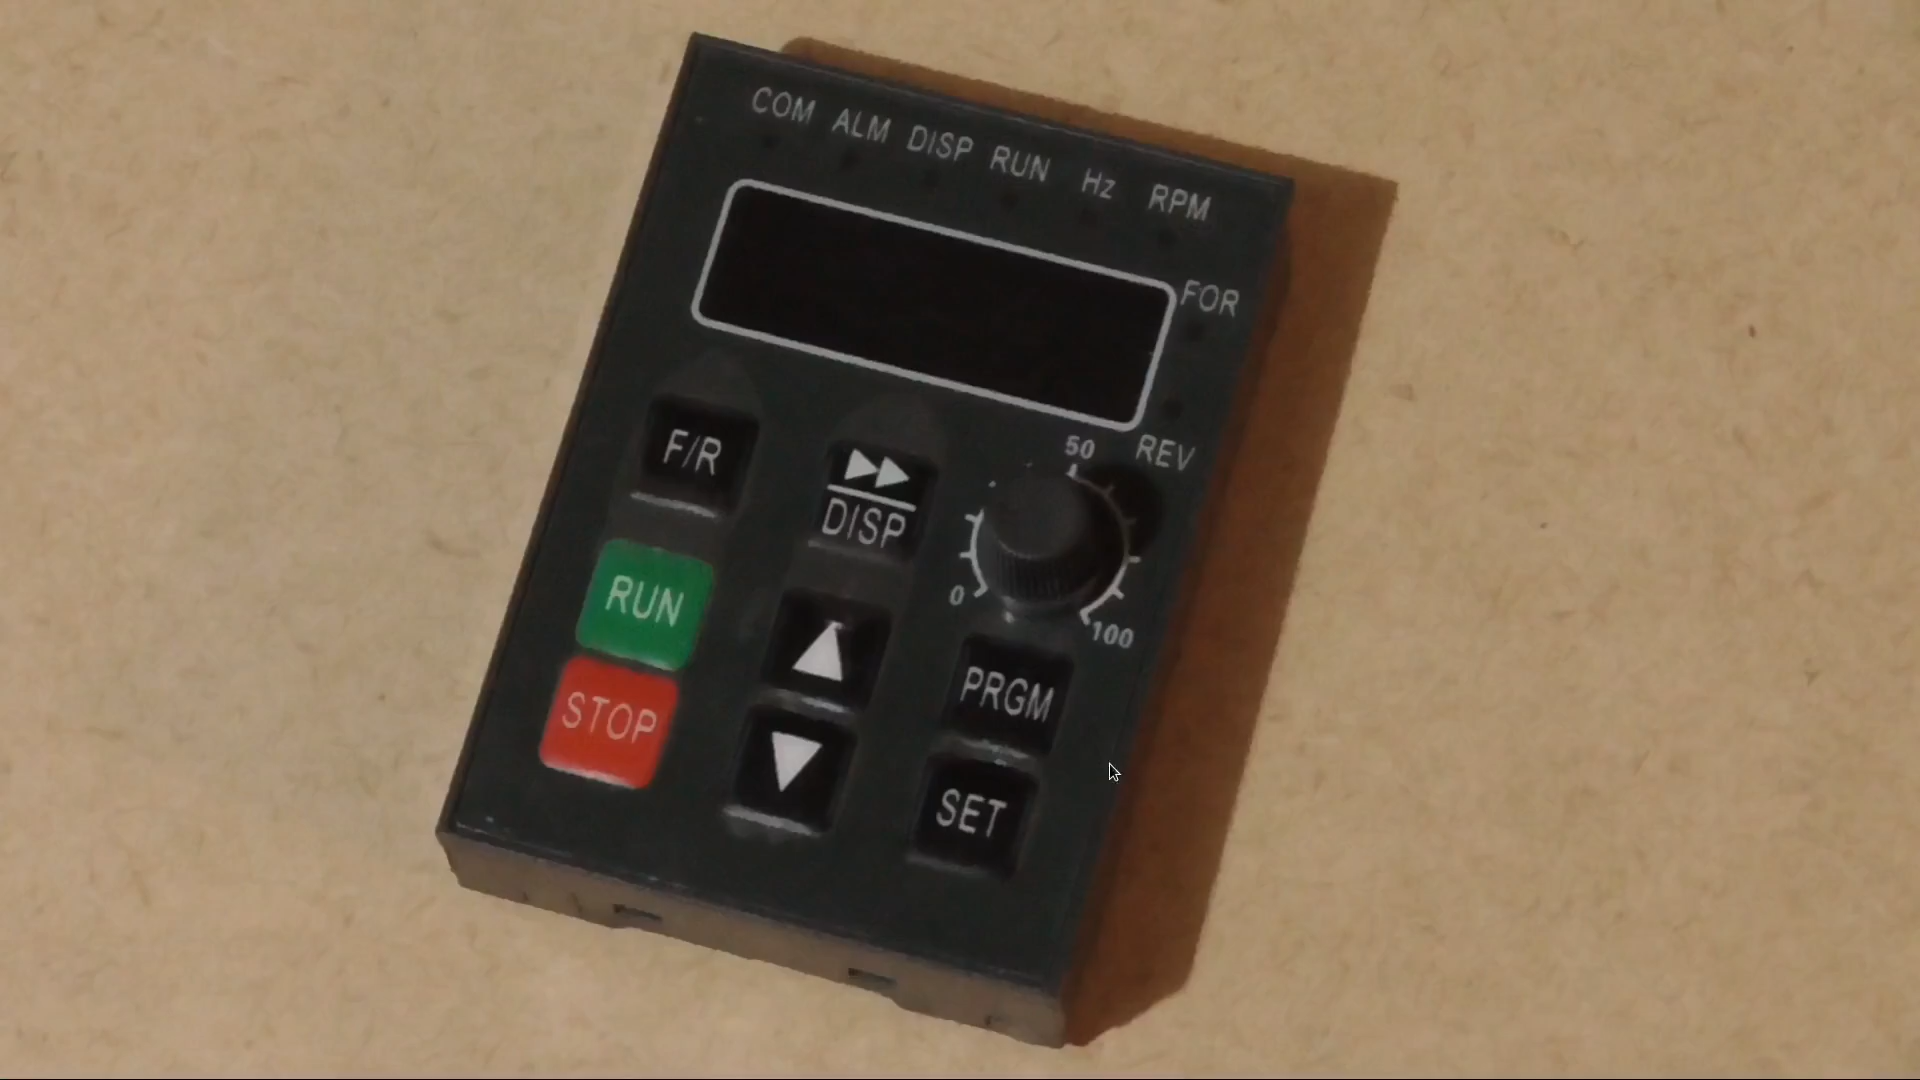 COM ALM DISP RUN Hz RPM
FOR
REV
F/R
DISP
50
0
100
RUN
STOP
PRGM
SET